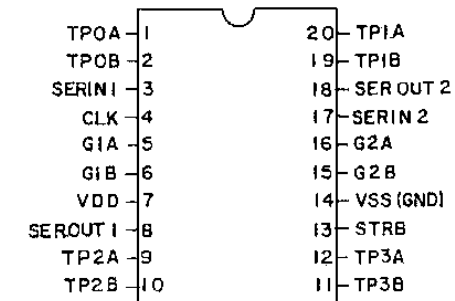 TP0A 1 20 TP1A
TP0B 2 19 TP1B
SERIN1 3 18 SER OUT 2
CLK 4 17 SERIN 2
G1A 5 16 G2A
G1B 6 15 G2B
VDD 7 14 VSS (GND)
SEROUT 1 8 13 STRB
TP2A 9 12 TP3A
TP2B 10 11 TP3B